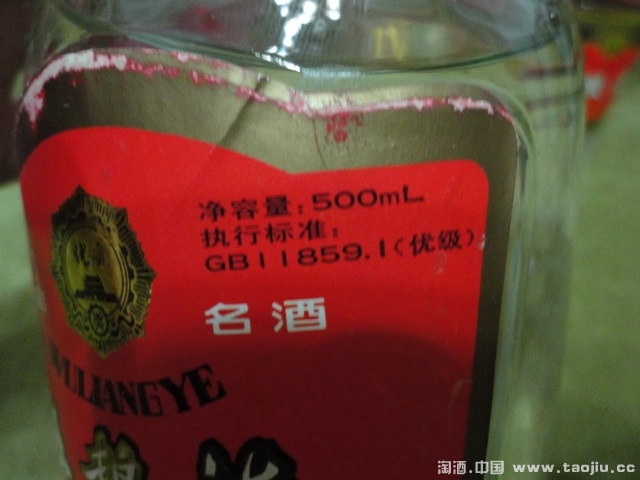 净容量:500mL
执行标准:
GB11859.1(优级)
名酒
WULIANGYE
淘酒.中国 www.taojiu.cc